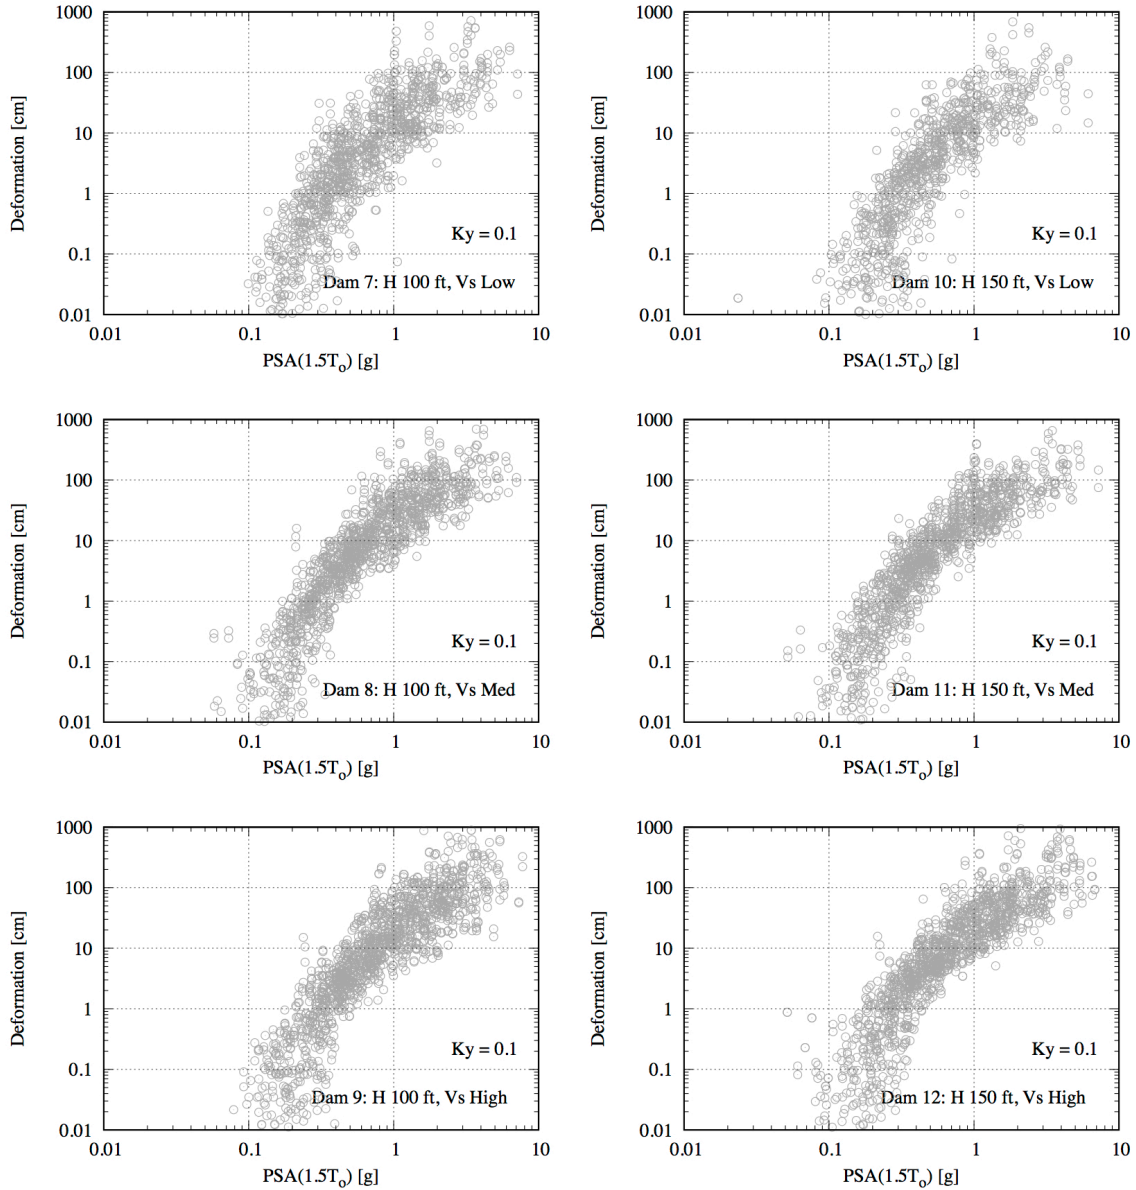 1000
100
10
1
0.1
0.01
Deformation [cm]
Ky = 0.1
Dam 7: H 100 ft, Vs Low
0.01
0.1
1
10
PSA(1.5To) [g]
1000
100
10
1
0.1
0.01
Deformation [cm]
Ky = 0.1
Dam 10: H 150 ft, Vs Low
0.01
0.1
1
10
PSA(1.5To) [g]
1000
100
10
1
0.1
0.01
Deformation [cm]
Ky = 0.1
Dam 8: H 100 ft, Vs Med
0.01
0.1
1
10
PSA(1.5To) [g]
1000
100
10
1
0.1
0.01
Deformation [cm]
Ky = 0.1
Dam 11: H 150 ft, Vs Med
0.01
0.1
1
10
PSA(1.5To) [g]
1000
100
10
1
0.1
0.01
Deformation [cm]
Ky = 0.1
Dam 9: H 100 ft, Vs High
0.01
0.1
1
10
PSA(1.5To) [g]
1000
100
10
1
0.1
0.01
Deformation [cm]
Ky = 0.1
Dam 12: H 150 ft, Vs High
0.01
0.1
1
10
PSA(1.5To) [g]